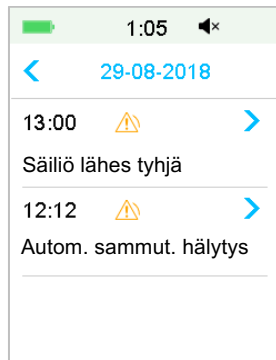 1:05
29-08-2018
13:00
Säiliö lähes tyhjä
12:12
Autom. sammut. hälytys